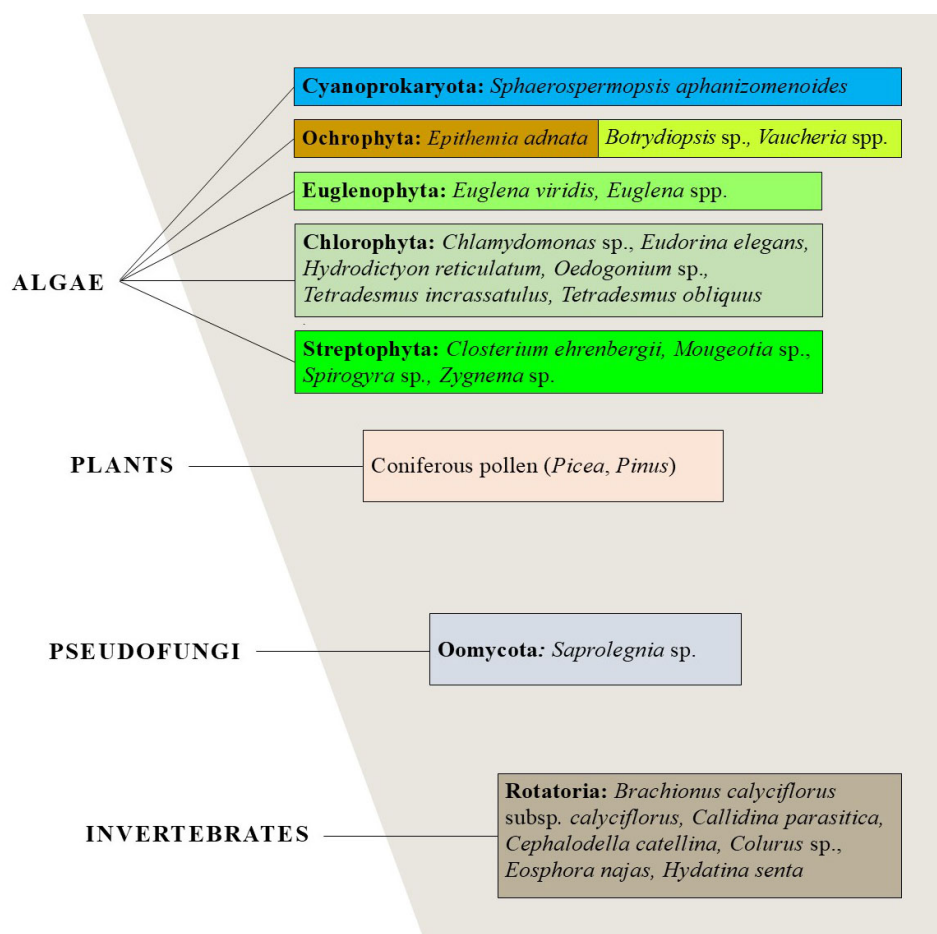 Cyanoprokaryota: Sphaerospermopsis aphanizomenoides
Ochrophyta: Epithemia adnata
Botrydiopsis sp., Vaucheria spp.
Euglenophyta: Euglena viridis, Euglena spp.
Chlorophyta: Chlamydomonas sp., Eudorina elegans,
Hydrodictyon reticulatum, Oedogonium sp.,
Tetradesmus incrassatulus, Tetradesmus obliquus
ALGAE
Streptophyta: Closterium ehrenbergii, Mougeotia sp.,
Spirogyra sp., Zygnema sp.
PLANTS
Coniferous pollen (Picea, Pinus)
PSEUDOFUNGI
Oomycota: Saprolegnia sp.
INVERTEBRATES
Rotatoria: Brachionus calyciflorus
subsp. calyciflorus, Callidina parasitica,
Cephalodella catellina, Colurus sp.,
Eosphora najas, Hydatina senta